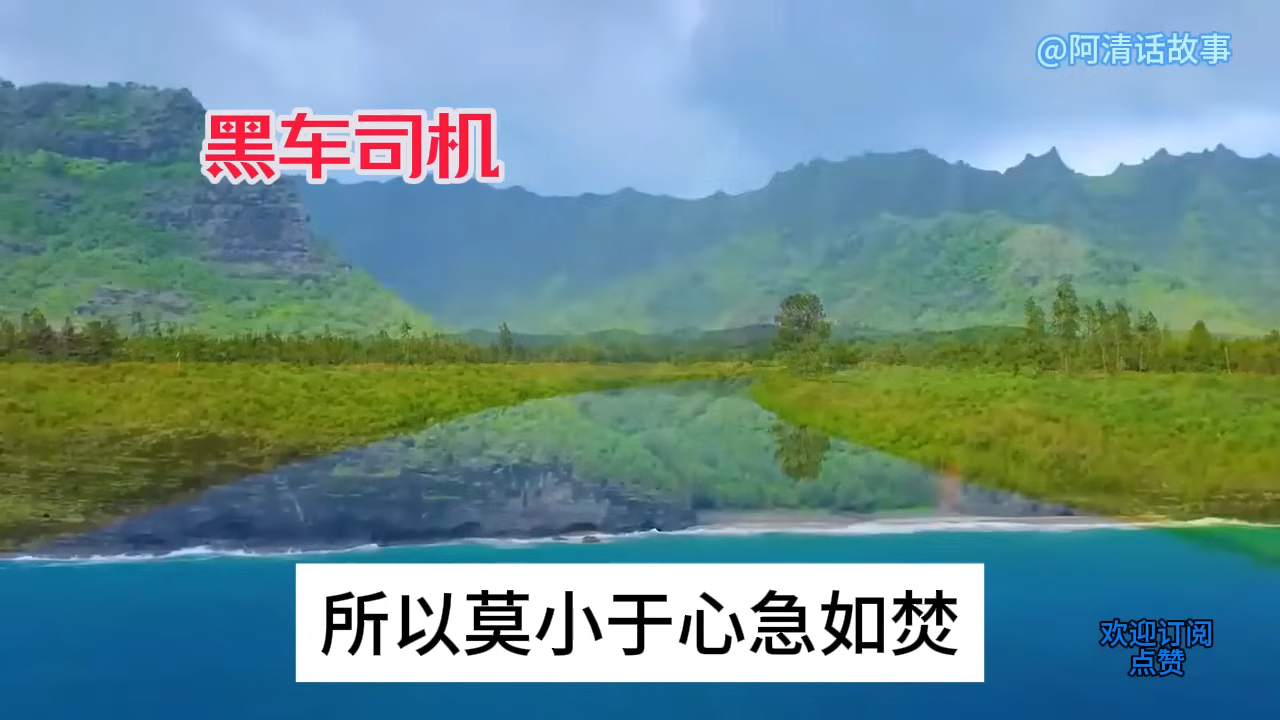 @阿清话故事
黑车司机
所以莫小于心急如焚
欢迎订阅
点赞